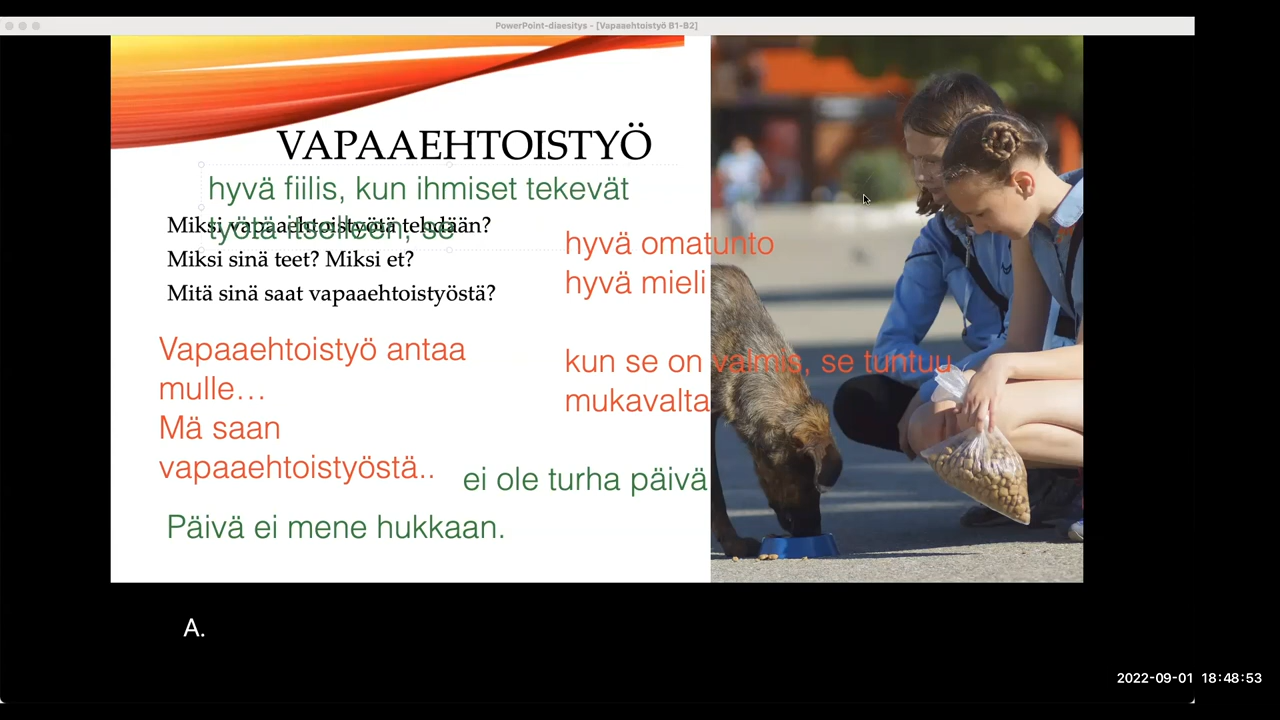 PowerPoint-diaesitys - [Vapaaehtoistyö B1-B2]
VAPAAEHTOISTYÖ
hyvä fiilis, kun ihmiset tekevät
työtä itselleen, se
Miksi vapaaehtoistyötä tehdään?
Miksi sinä teet? Miksi et?
Mitä sinä saat vapaaehtoistyöstä?
hyvä omatunto
hyvä mieli
kun se on valmis, se tuntuu
mukavalta
Vapaaehtoistyö antaa
mulle…
Mä saan
vapaaehtoistyöstä..
ei ole turha päivä
Päivä ei mene hukkaan.
A.
2022-09-01 18:48:53